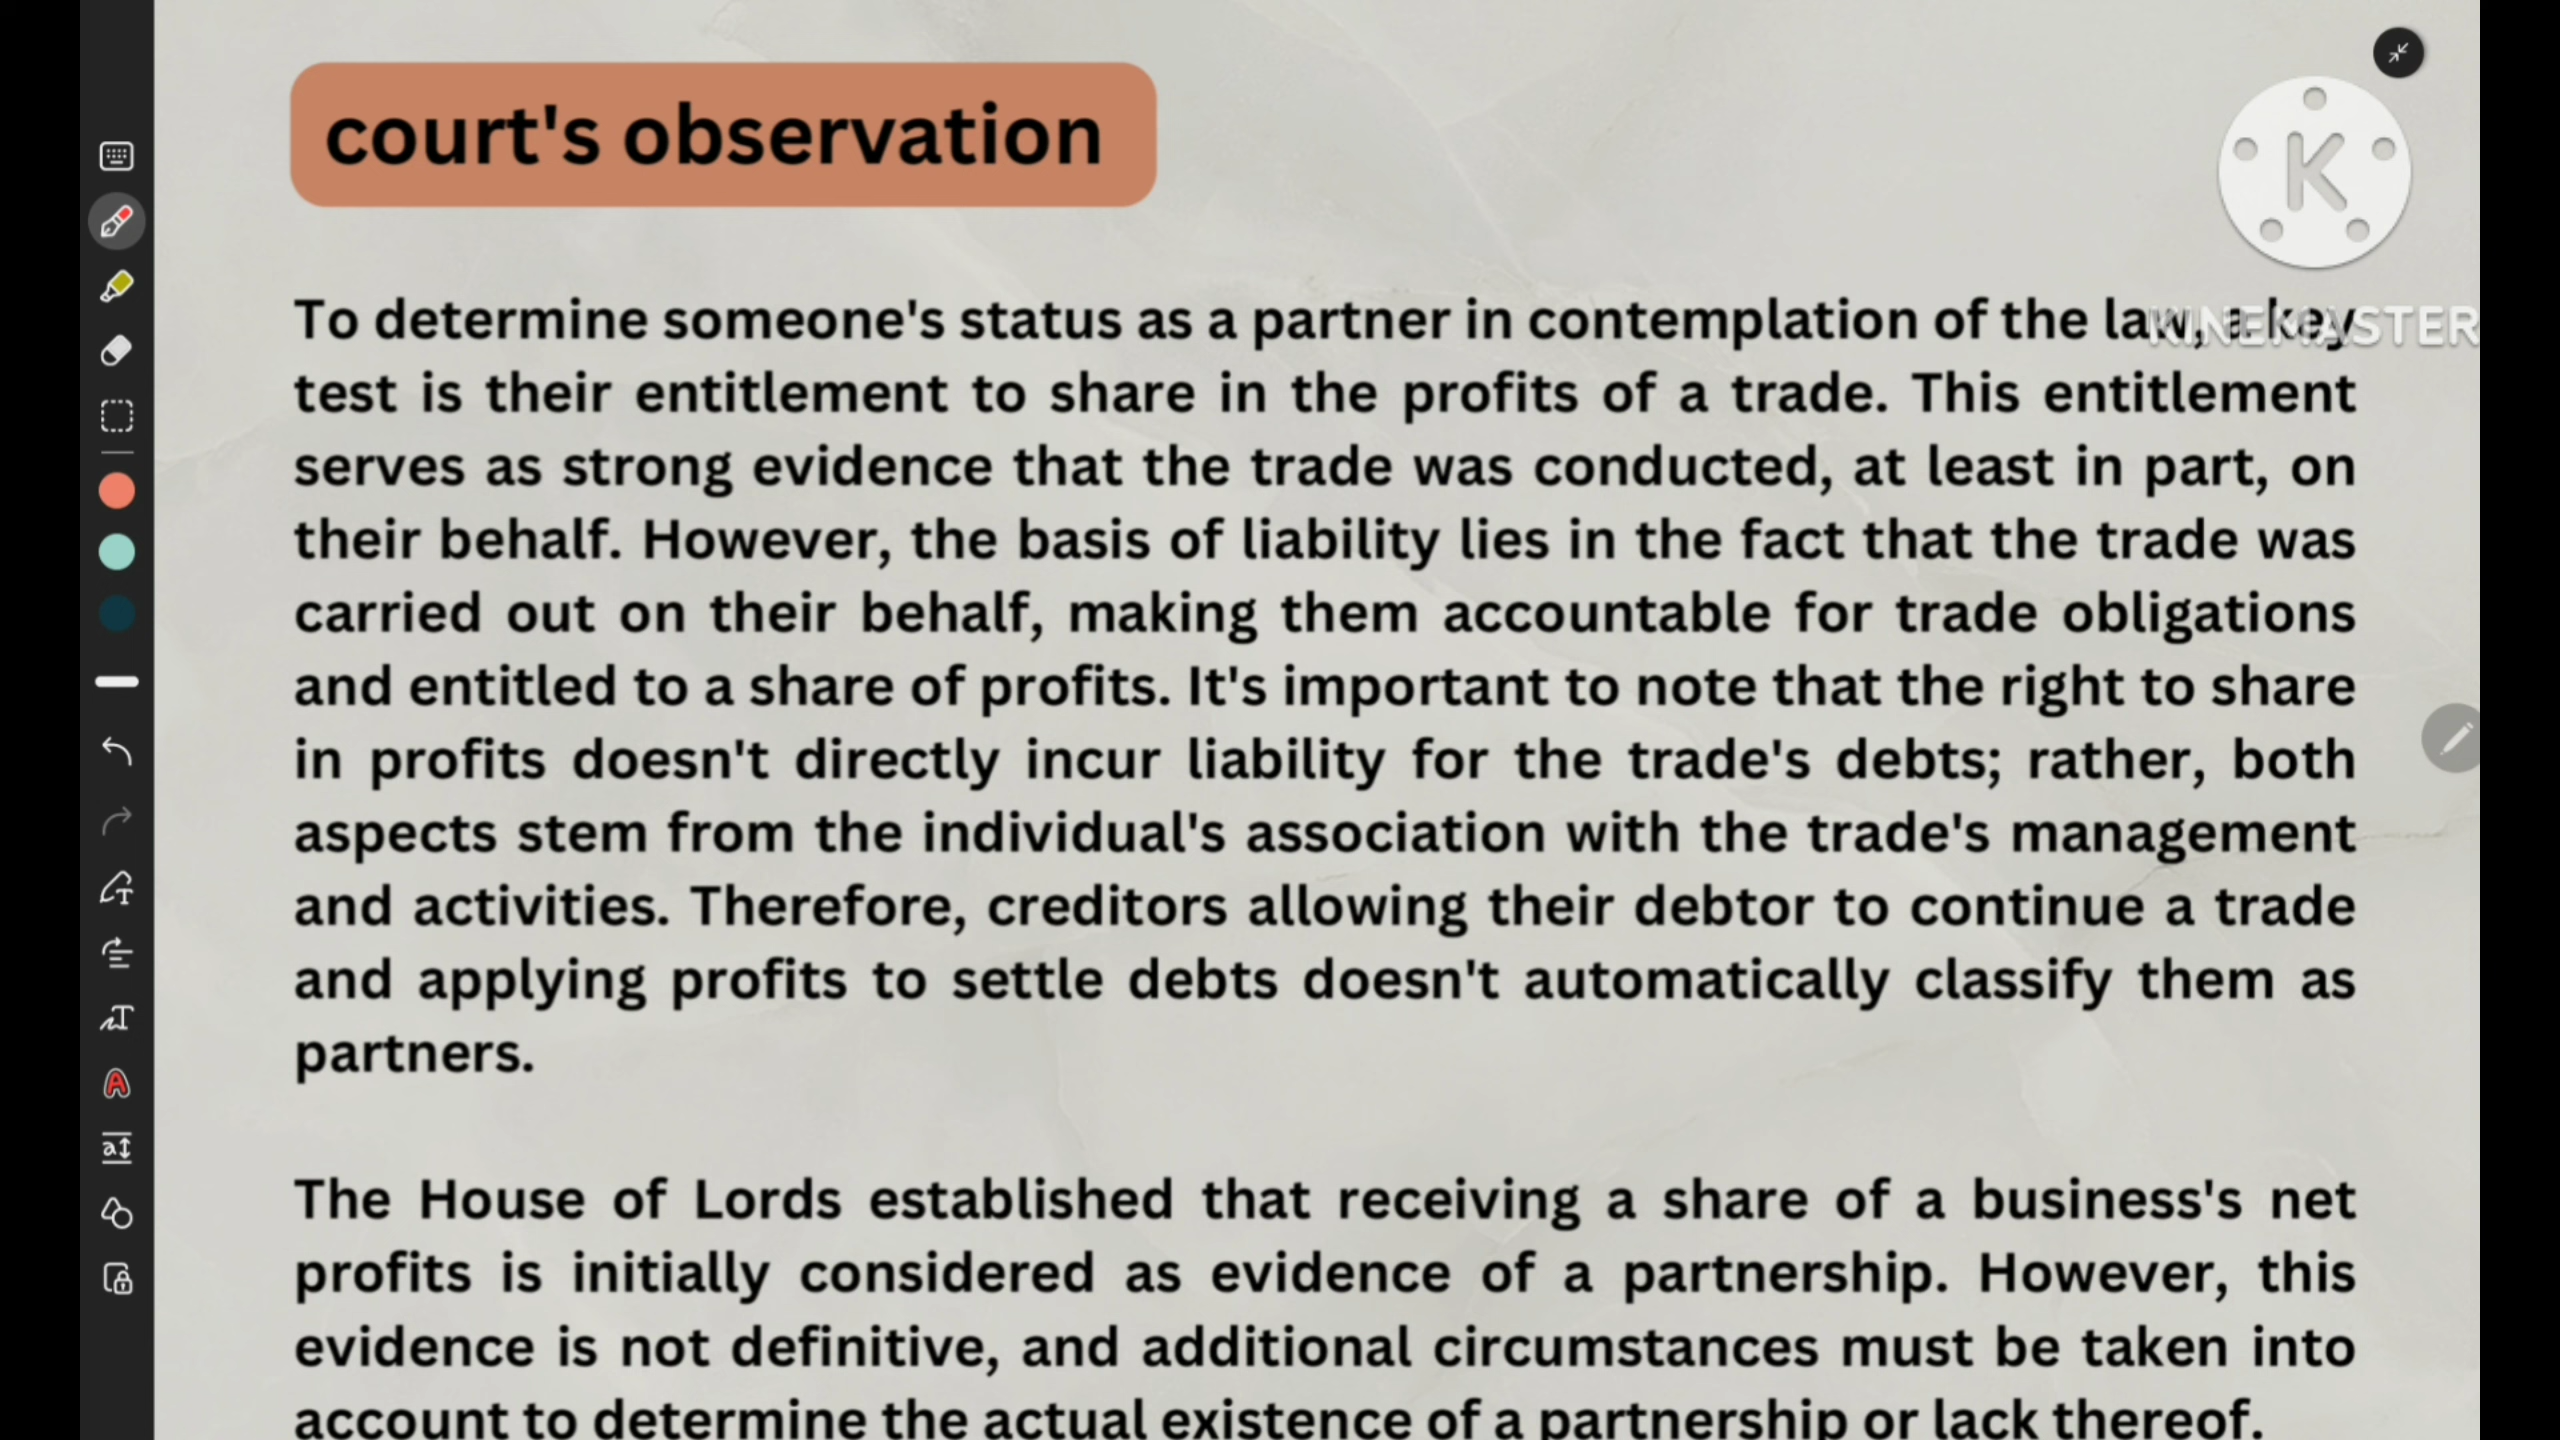 court's observation
K
KINEMASTER
To determine someone's status as a partner in contemplation of the law, a key
test is their entitlement to share in the profits of a trade. This entitlement
serves as strong evidence that the trade was conducted, at least in part, on
their behalf. However, the basis of liability lies in the fact that the trade was
carried out on their behalf, making them accountable for trade obligations
and entitled to a share of profits. It's important to note that the right to share
in profits doesn't directly incur liability for the trade's debts; rather, both
aspects stem from the individual's association with the trade's management
and activities. Therefore, creditors allowing their debtor to continue a trade
and applying profits to settle debts doesn't automatically classify them as
partners.
The House of Lords established that receiving a share of a business's net
profits is initially considered as evidence of a partnership. However, this
evidence is not definitive, and additional circumstances must be taken into
account to determine the actual existence of a partnership or lack thereof.